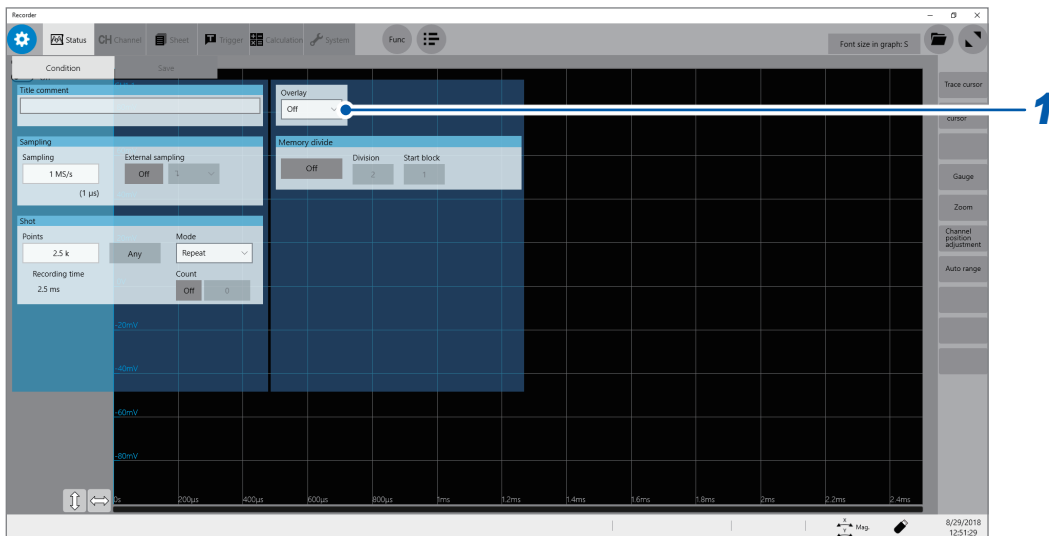 Recorder
Status
CH Channel
Sheet
Trigger
Calculation
System
Func
Font size in graph: S
Condition
Save
Title comment
Overlay
Off
1
Trace cursor
cursor
Sampling
Sampling
External sampling
1 MS/s
Off
1
(1 µs)
Memory divide
Off
Division
Start block
2
1
Gauge
Zoom
Channel
position
adjustment
Auto range
Shot
Points
Mode
2.5 k
Any
Repeat
Recording time
Count
2.5 ms
Off
0
-20mV
-40mV
-60mV
-80mV
0s
200µs
400µs
600µs
800µs
1ms
1.2ms
1.4ms
1.6ms
1.8ms
2ms
2.2ms
2.4ms
X
Y
Mag.
8/29/2018
12:51:29